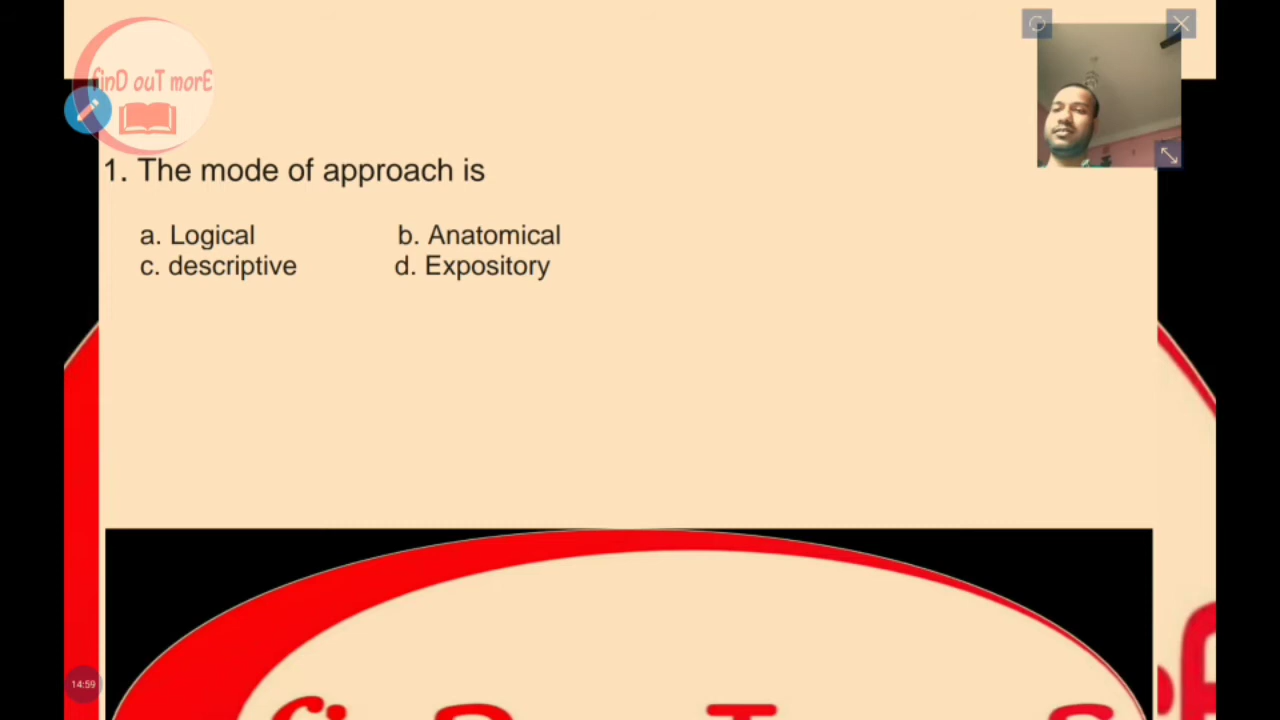 finD ouT morE
1. The mode of approach is
a. Logical b. Anatomical
c. descriptive d. Expository
14:59